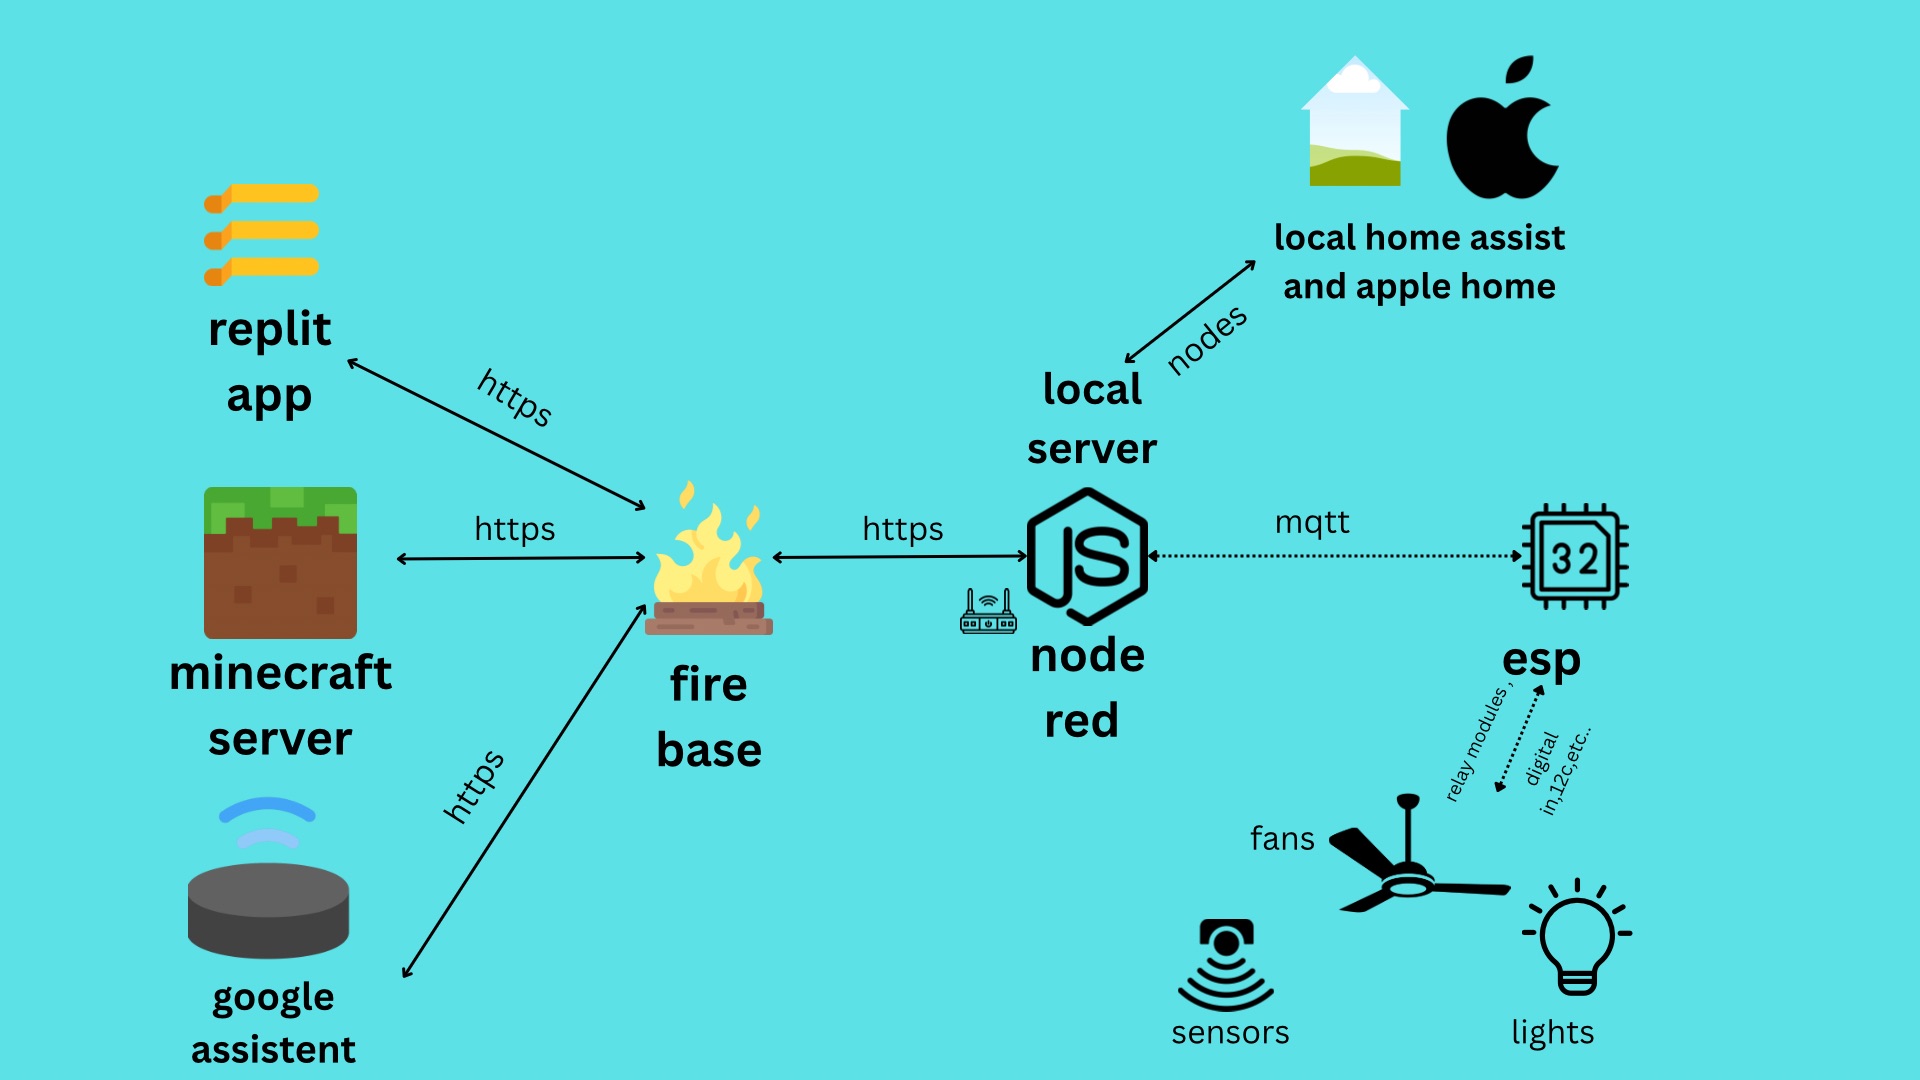 local home assist
and apple home
replit
app
https
nodes
local
server
https
https
mqtt
JS
32
minecraft
server
fire
base
node
red
esp
relay modules ,
digital
in,12c,etc..
https
fans
google
assistent
sensors
lights